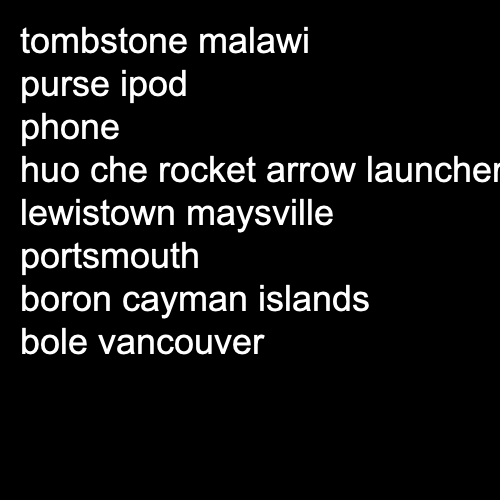 tombstone malawi
purse ipod
phone
huo che rocket arrow launcher
lewistown maysville
portsmouth
boron cayman islands
bole vancouver